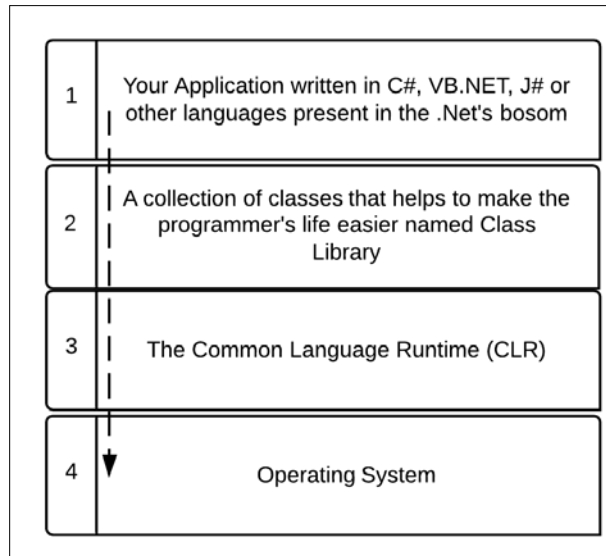 1
Your Application written in C#, VB.NET, J# or
other languages present in the .Net's bosom
2
A collection of classes that helps to make the
programmer's life easier named Class
Library
3
The Common Language Runtime (CLR)
4
Operating System